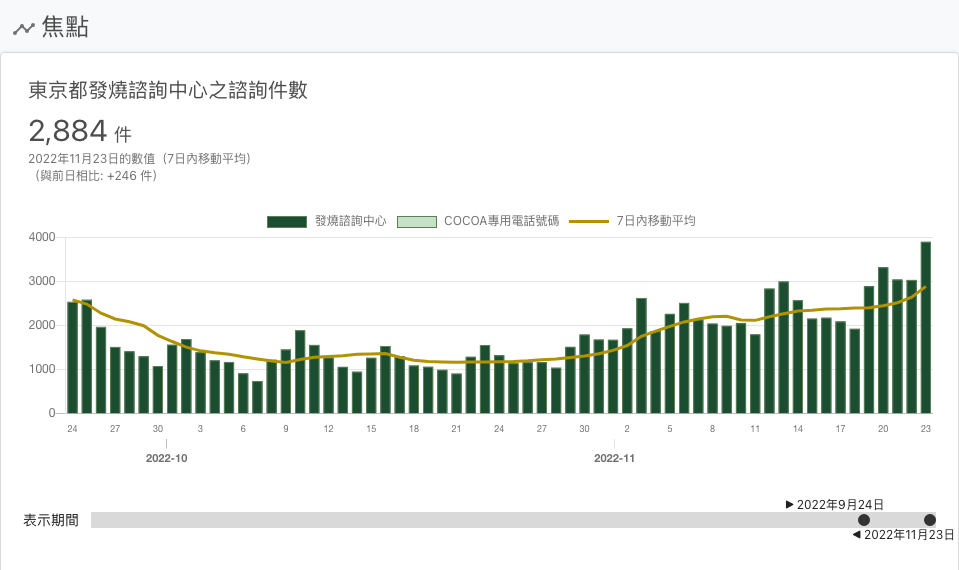 焦點
東京都發燒諮詢中心之諮詢件數
2,884 件
2022年11月23日的數值（7日內移動平均）
（與前日相比: +246 件）
發燒諮詢中心 COCOA專用電話號碼 7日內移動平均
4000
3000
2000
1000
0
24 27 30 3 6 9 12 15 18 21 24 27 30 2 5 8 11 14 17 20 23
2022-10 2022-11
▶ 2022年9月24日
表示期間
◀ 2022年11月23日